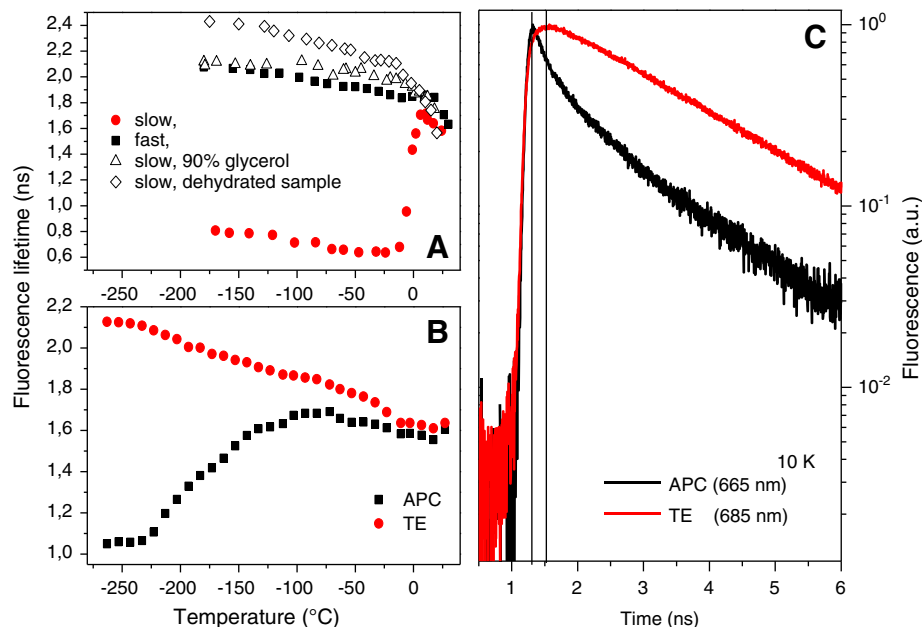 2,4
2,2
2,0
1,8
1,6
1,4
1,2
1,0
0,8
0,6
slow,
fast,
slow, 90% glycerol
slow, dehydrated sample
A
-250 -200 -150 -100 -50 0
Fluorescence lifetime (ns)
2,2
2,0
1,8
1,6
1,4
1,2
1,0
B
APC
TE
-250 -200 -150 -100 -50 0
Temperature (°C)
C
10 K
APC (665 nm)
TE (685 nm)
10⁰
10⁻¹
10⁻²
Fluorescence (a.u.)
1 2 3 4 5 6
Time (ns)